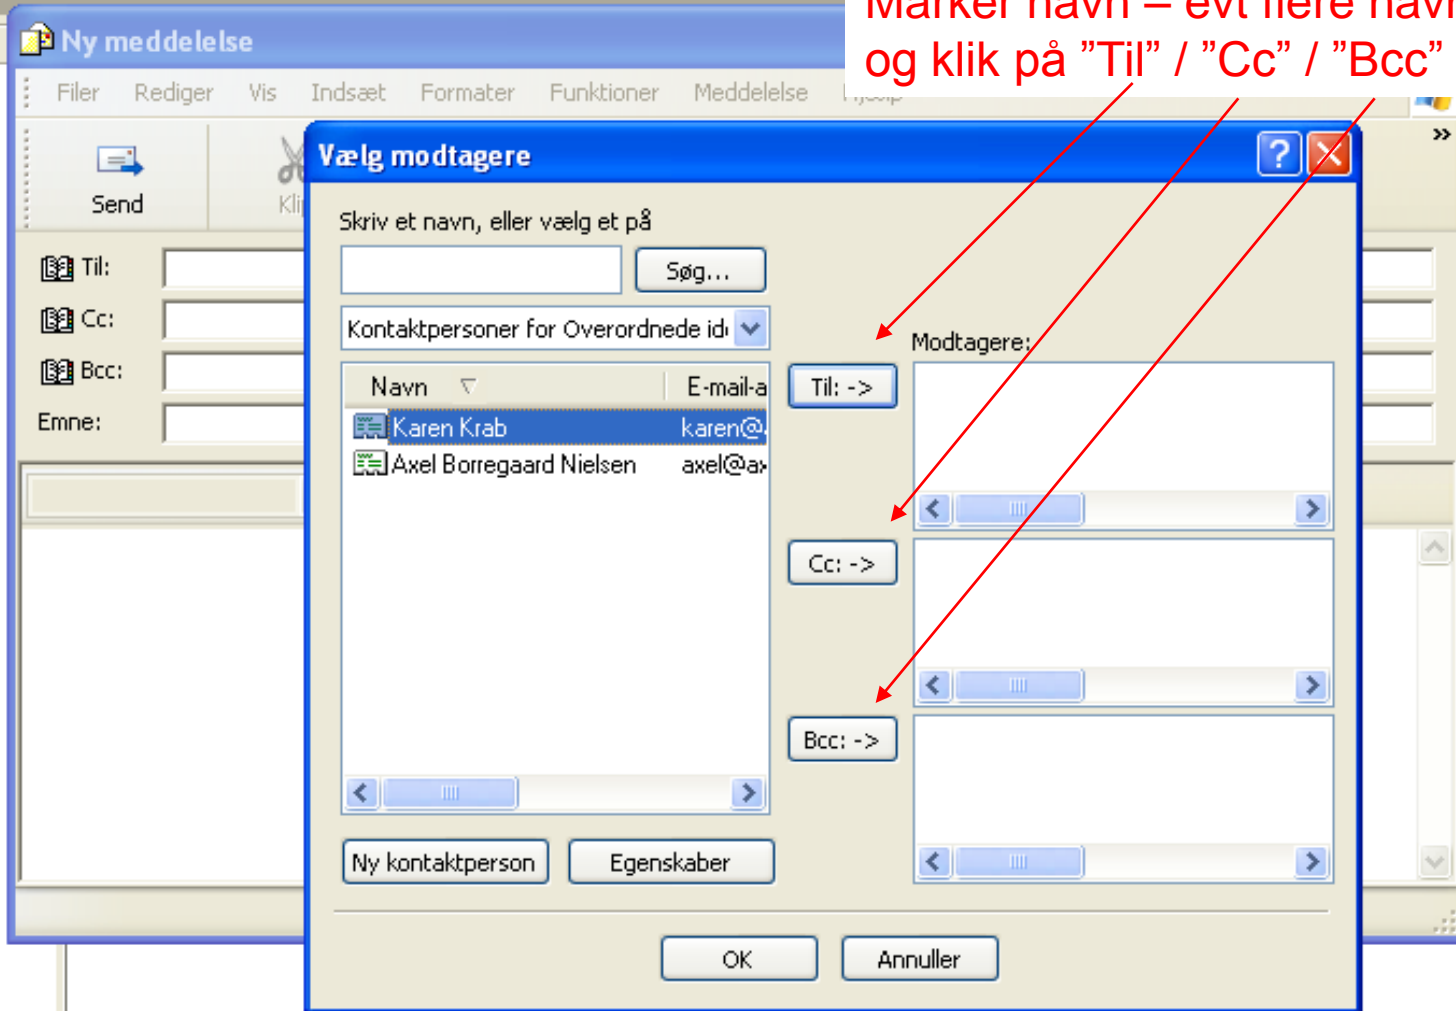 Marker navn – evt flere navn
og klik på ”Til” / ”Cc” / ”Bcc”
Ny meddelelse
Filer Rediger Vis Indsæt Formater Funktioner Meddelelse
Send
Vælg modtagere
Skriv et navn, eller vælg et på
Søg...
Til:
Cc:
Bcc:
Emne:
Kontaktpersoner for Overordnede id
Modtagere:
Navn E-mail-a
Til: ->
Karen Krab karen@
Axel Borregaard Nielsen axel@ax
Cc: ->
Bcc: ->
Ny kontaktperson Egenskaber
OK Annuller